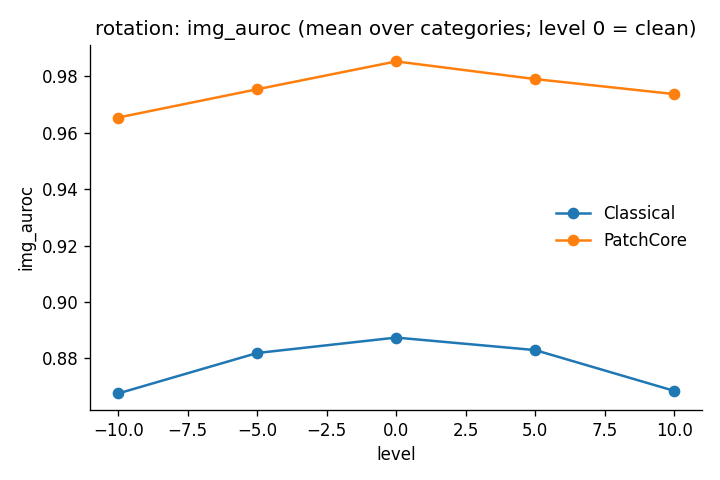 rotation: img_auroc (mean over categories; level 0 = clean)
img_auroc
0.98
0.96
0.94
0.92
0.90
0.88
Classical
PatchCore
−10.0 −7.5 −5.0 −2.5 0.0 2.5 5.0 7.5 10.0
level